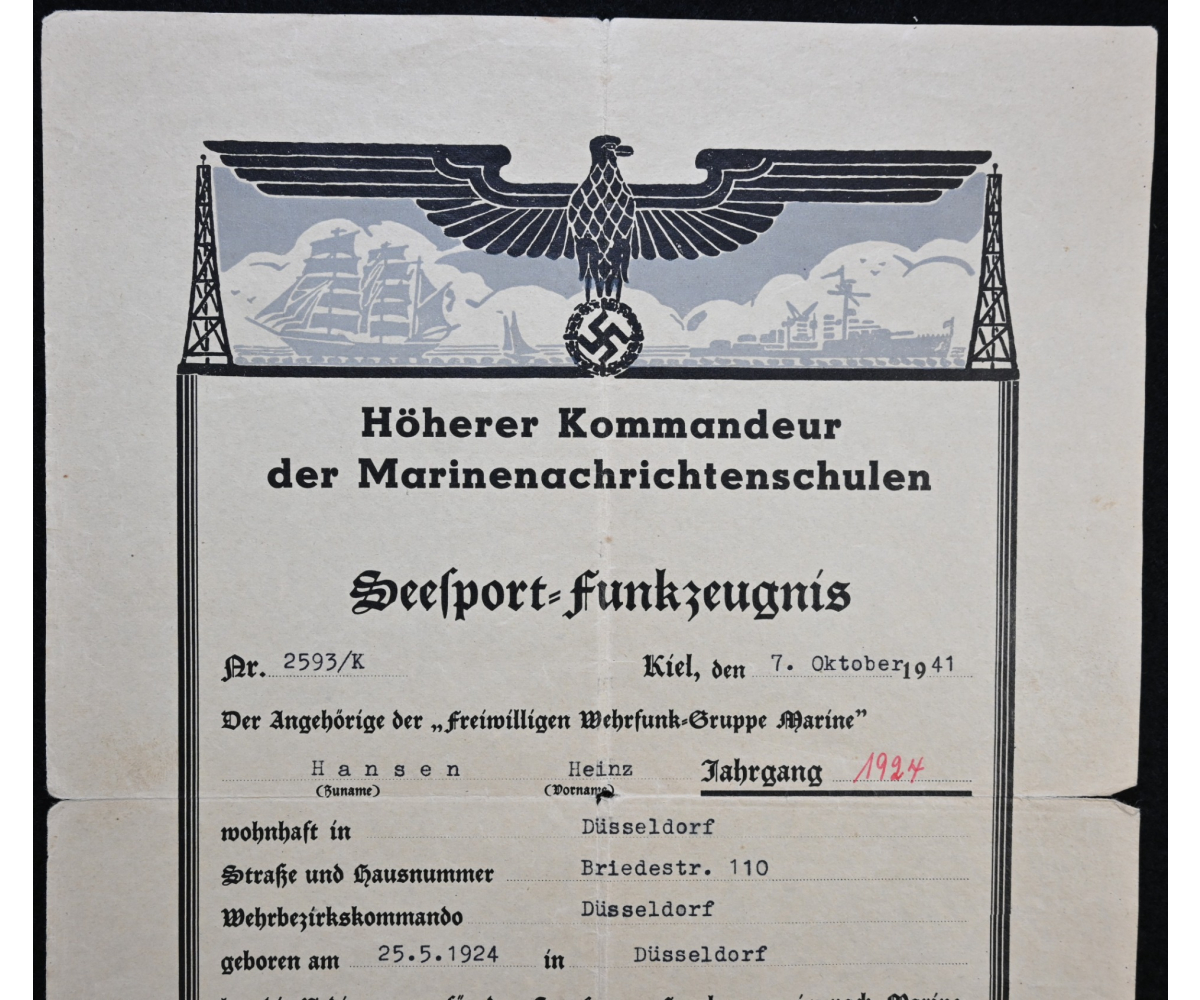 Höherer Kommandeur
der Marinenachrichtenschulen
Seesport-Funkzeugnis
Nr. 2593/K Kiel, den 7. Oktober 1941
Der Angehörige der „Freiwilligen Wehrfunk-Gruppe Marine"
Hansen Heinz Jahrgang 1924
(Zuname) (Vorname)
wohnhaft in Düsseldorf
Straße und Hausnummer Briedestr. 110
Wehrbezirkskommando Düsseldorf
geboren am 25.5.1924 in Düsseldorf